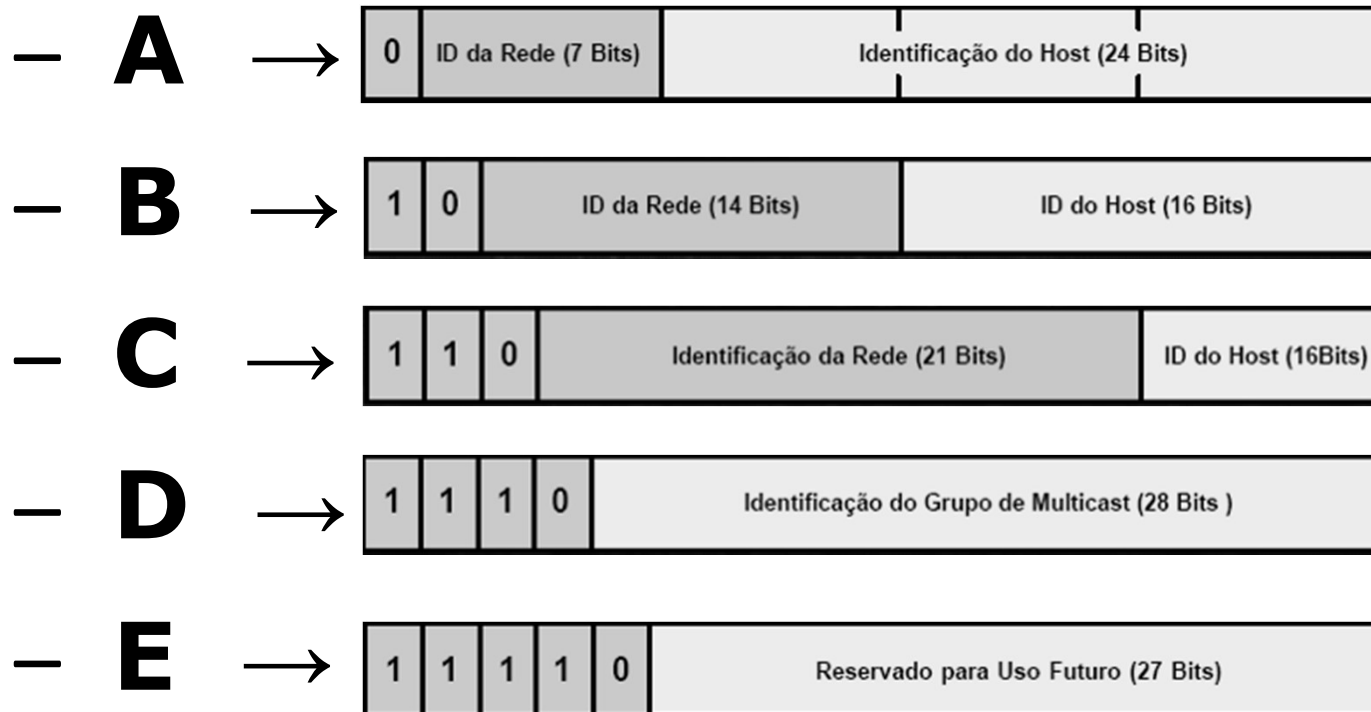 – A → 0 ID da Rede (7 Bits) Identificação do Host (24 Bits)
– B → 1 0 ID da Rede (14 Bits) ID do Host (16 Bits)
– C → 1 1 0 Identificação da Rede (21 Bits) ID do Host (16Bits)
– D → 1 1 1 0 Identificação do Grupo de Multicast (28 Bits )
– E → 1 1 1 1 0 Reservado para Uso Futuro (27 Bits)